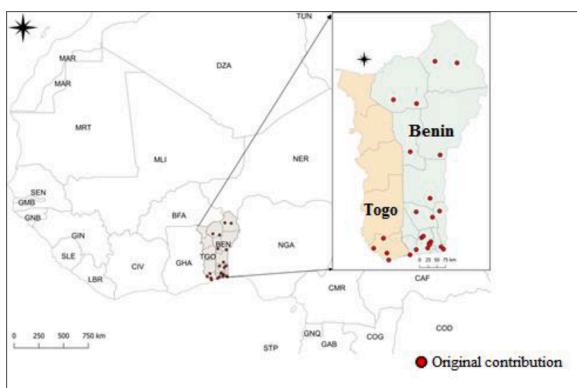 TUN
MAR
MAR
DZA
MRT
MLI
NER
SEN
GMB
GNB
GIN
BFA
SLE
LBR
CIV
GHA
TGO
BEN
NGA
CMR
CAF
GNQ
GAB
COG
COD
STP
0 250 500 750 km
Benin
Togo
0 25 50 75 km
Original contribution